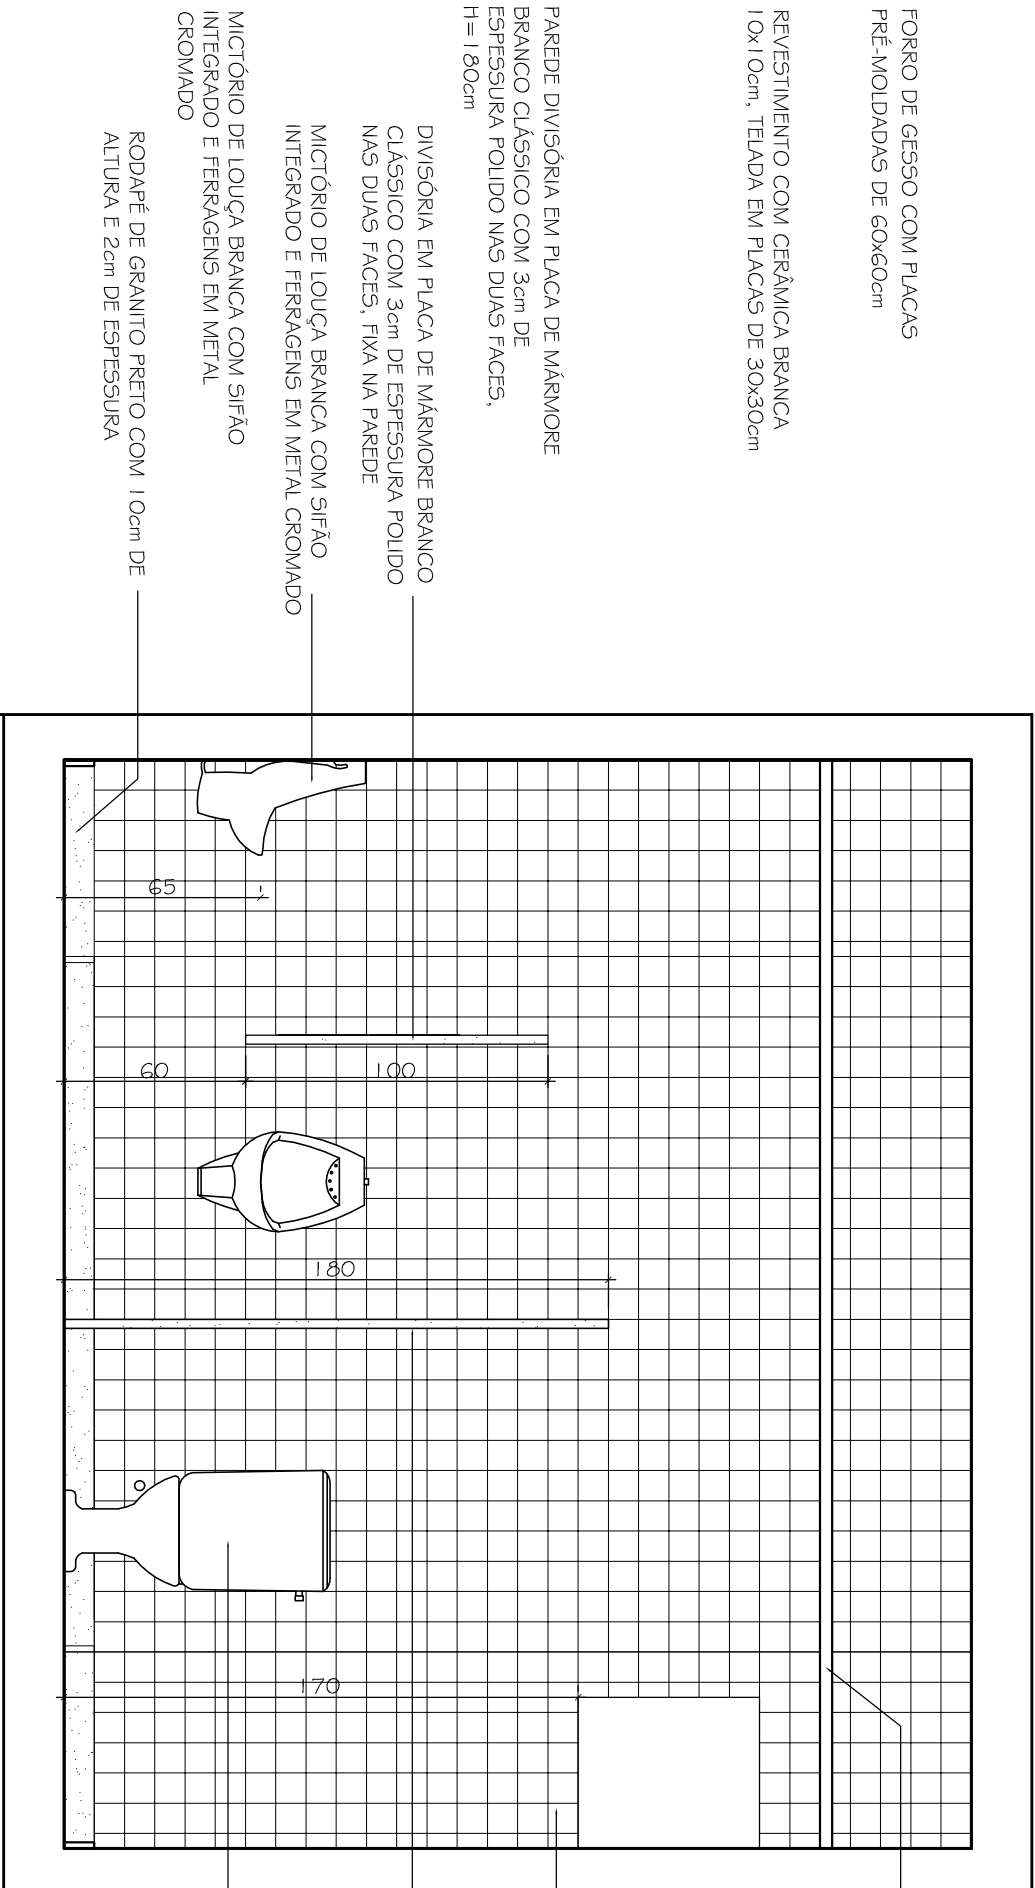 FORRO DE GESSO COM PLACAS
PRÉ-MOLDADAS DE 60x60cm
REVESTIMENTO COM CERÂMICA BRANCA
10x10cm, TELADA EM PLACAS DE 30x30cm
PAREDE DIVISÓRIA EM PLACA DE MÁRMORE
BRANCO CLÁSSICO COM 3cm DE
ESPESSURA POLIDO NAS DUAS FACES,
H=180cm
DIVISÓRIA EM PLACA DE MÁRMORE BRANCO
CLÁSSICO COM 3cm DE ESPESSURA POLIDO
NAS DUAS FACES, FIXA NA PAREDE
MICTÓRIO DE LOUÇA BRANCA COM SIFÃO
INTEGRADO E FERRAGENS EM METAL CROMADO
MICTÓRIO DE LOUÇA BRANCA COM SIFÃO
INTEGRADO E FERRAGENS EM METAL
CROMADO
RODAPÉ DE GRANITO PRETO COM 10cm DE
ALTURA E 2cm DE ESPESSURA
65
60
100
180
170